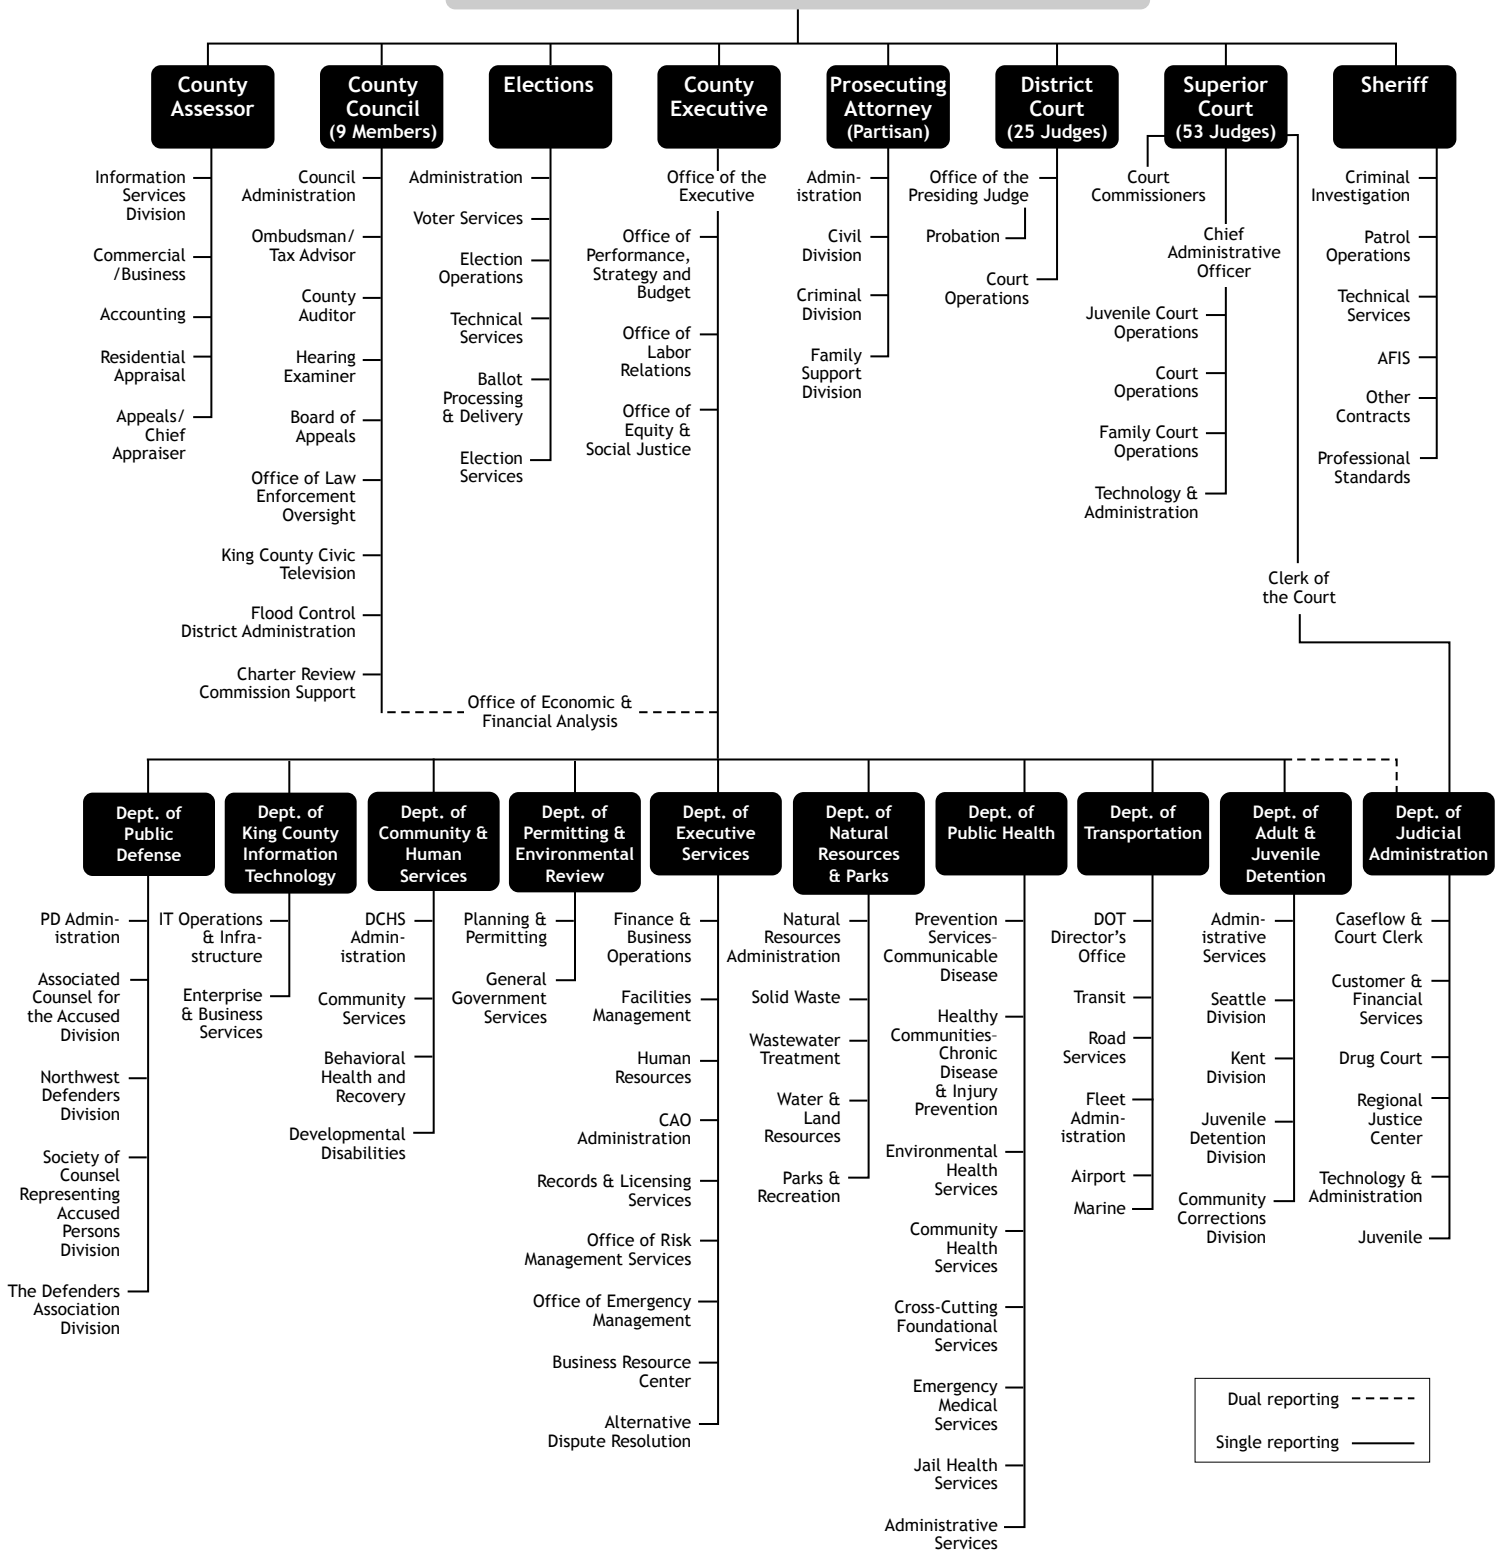 County
Assessor
County
Council
(9 Members)
Elections
County
Executive
Prosecuting
Attorney
(Partisan)
District
Court
(25 Judges)
Superior
Court
(53 Judges)
Sheriff
Information
Services
Division
Commercial
/Business
Accounting
Residential
Appraisal
Appeals/
Chief
Appraiser
Council
Administration
Ombudsman/
Tax Advisor
County
Auditor
Hearing
Examiner
Board of
Appeals
Office of Law
Enforcement
Oversight
King County Civic
Television
Flood Control
District Administration
Charter Review
Commission Support
Administration
Voter Services
Election
Operations
Technical
Services
Ballot
Processing
& Delivery
Election
Services
Office of the
Executive
Office of
Performance,
Strategy and
Budget
Office of
Labor
Relations
Office of
Equity &
Social Justice
Office of Economic &
Financial Analysis
Admin-
istration
Civil
Division
Criminal
Division
Family
Support
Division
Office of the
Presiding Judge
Probation
Court
Operations
Court
Commissioners
Chief
Administrative
Officer
Juvenile Court
Operations
Court
Operations
Family Court
Operations
Technology &
Administration
Clerk of
the Court
Criminal
Investigation
Patrol
Operations
Technical
Services
AFIS
Other
Contracts
Professional
Standards
Dept. of
Public
Defense
Dept. of
King County
Information
Technology
Dept. of
Community &
Human
Services
Dept. of
Permitting &
Environmental
Review
Dept. of
Executive
Services
Dept. of
Natural
Resources
& Parks
Dept. of
Public Health
Dept. of
Transportation
Dept. of
Adult &
Juvenile
Detention
Dept. of
Judicial
Administration
PD Admin-
istration
Associated
Counsel for
the Accused
Division
Northwest
Defenders
Division
Society of
Counsel
Representing
Accused
Persons
Division
The Defenders
Association
Division
IT Operations
& Infra-
structure
Enterprise
& Business
Services
DCHS
Admin-
istration
Community
Services
Behavioral
Health and
Recovery
Developmental
Disabilities
Planning &
Permitting
General
Government
Services
Finance &
Business
Operations
Facilities
Management
Human
Resources
CAO
Administration
Records & Licensing
Services
Office of Risk
Management Services
Office of Emergency
Management
Business Resource
Center
Alternative
Dispute Resolution
Natural
Resources
Administration
Solid Waste
Wastewater
Treatment
Water &
Land
Resources
Parks &
Recreation
Prevention
Services-
Communicable
Disease
Healthy
Communities-
Chronic
Disease
& Injury
Prevention
Environmental
Health
Services
Community
Health
Services
Cross-Cutting
Foundational
Services
Emergency
Medical
Services
Jail Health
Services
Administrative
Services
DOT
Director's
Office
Transit
Road
Services
Fleet
Admin-
istration
Airport
Marine
Admin-
istrative
Services
Seattle
Division
Kent
Division
Juvenile
Detention
Division
Community
Corrections
Division
Caseflow &
Court Clerk
Customer &
Financial
Services
Drug Court
Regional
Justice
Center
Technology &
Administration
Juvenile
Dual reporting
Single reporting